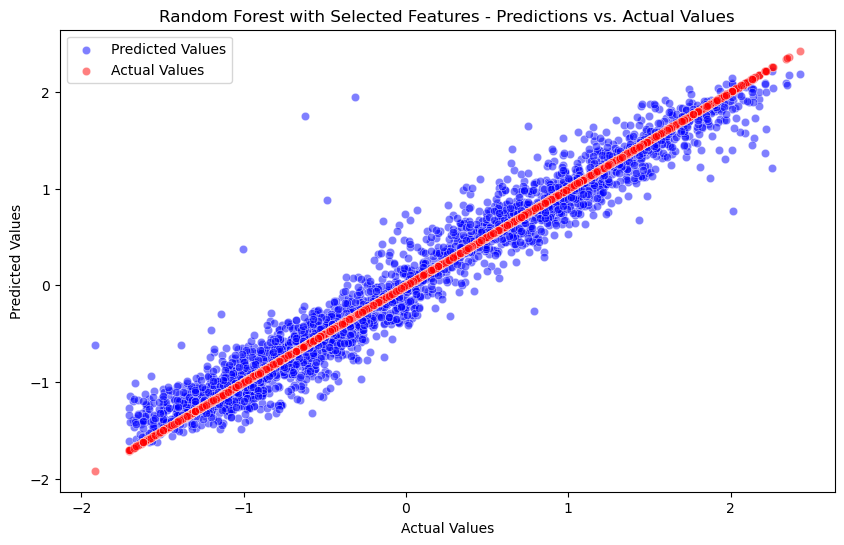 Random Forest with Selected Features - Predictions vs. Actual Values
Predicted Values
Actual Values
Predicted Values
2
1
0
−1
−2
−2
−1
0
1
2
Actual Values